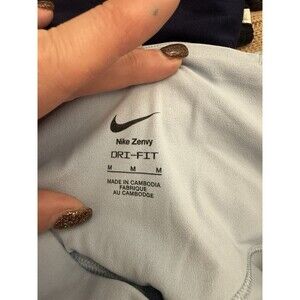 Nike Zenvy
DRI-FIT
M M M
MADE IN CAMBODIA
FABRIQUÉ
AU CAMBODGE